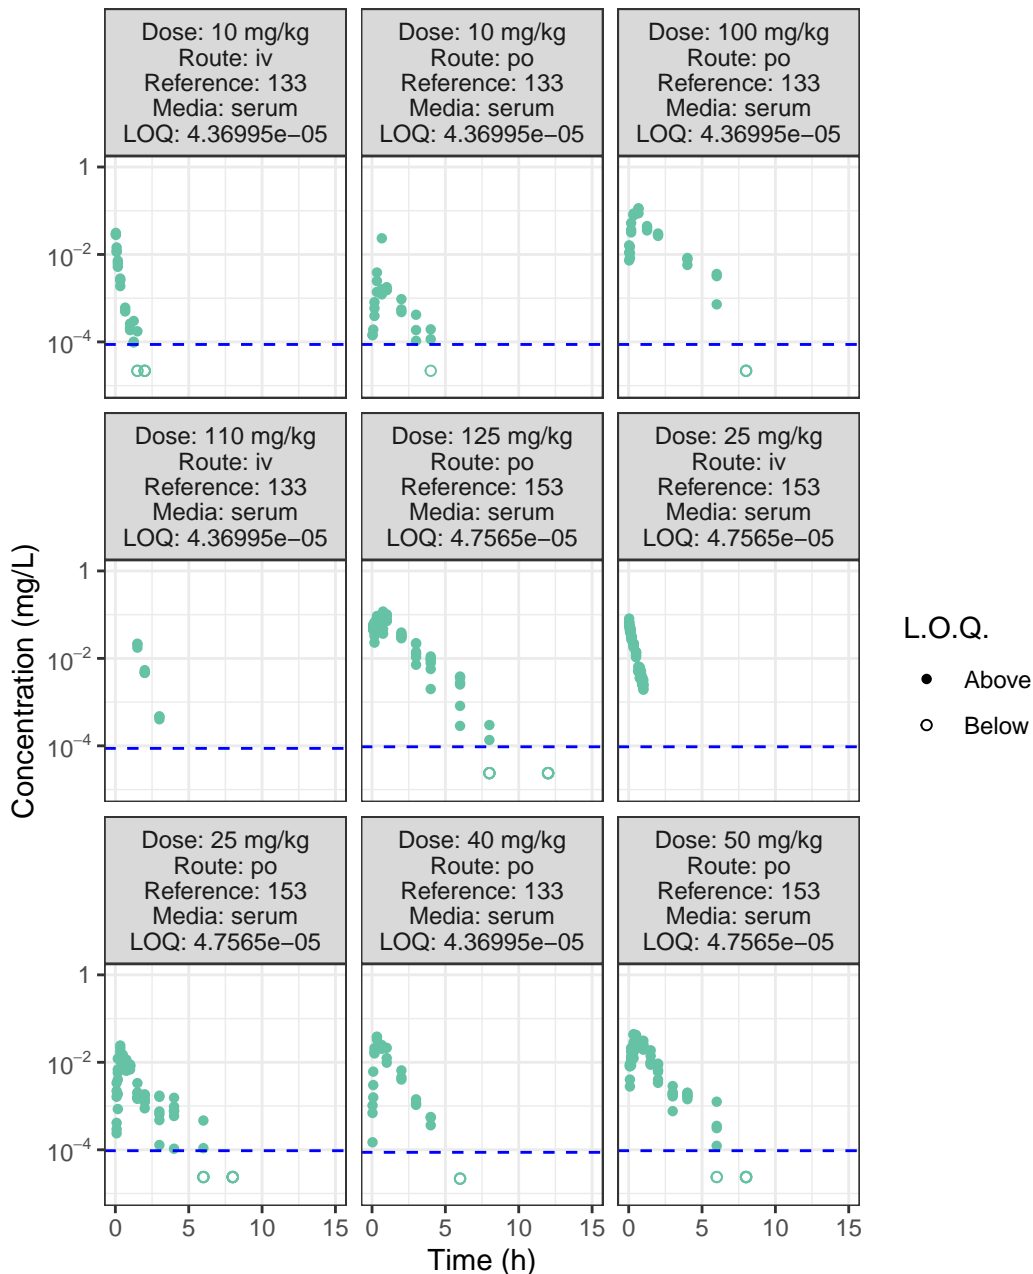 Dose: 10 mg/kg
Route: iv
Reference: 133
Media: serum
LOQ: 4.36995e−05
Dose: 10 mg/kg
Route: po
Reference: 133
Media: serum
LOQ: 4.36995e−05
Dose: 100 mg/kg
Route: po
Reference: 133
Media: serum
LOQ: 4.36995e−05
1
10−2
10−4
Dose: 110 mg/kg
Route: iv
Reference: 133
Media: serum
LOQ: 4.36995e−05
Dose: 125 mg/kg
Route: po
Reference: 153
Media: serum
LOQ: 4.7565e−05
Dose: 25 mg/kg
Route: iv
Reference: 153
Media: serum
LOQ: 4.7565e−05
1
10−2
10−4
Dose: 25 mg/kg
Route: po
Reference: 153
Media: serum
LOQ: 4.7565e−05
Dose: 40 mg/kg
Route: po
Reference: 133
Media: serum
LOQ: 4.36995e−05
Dose: 50 mg/kg
Route: po
Reference: 153
Media: serum
LOQ: 4.7565e−05
1
10−2
10−4
0 5 10 15
0 5 10 15
0 5 10 15
Time (h)
Concentration (mg/L)
L.O.Q.
Above
Below